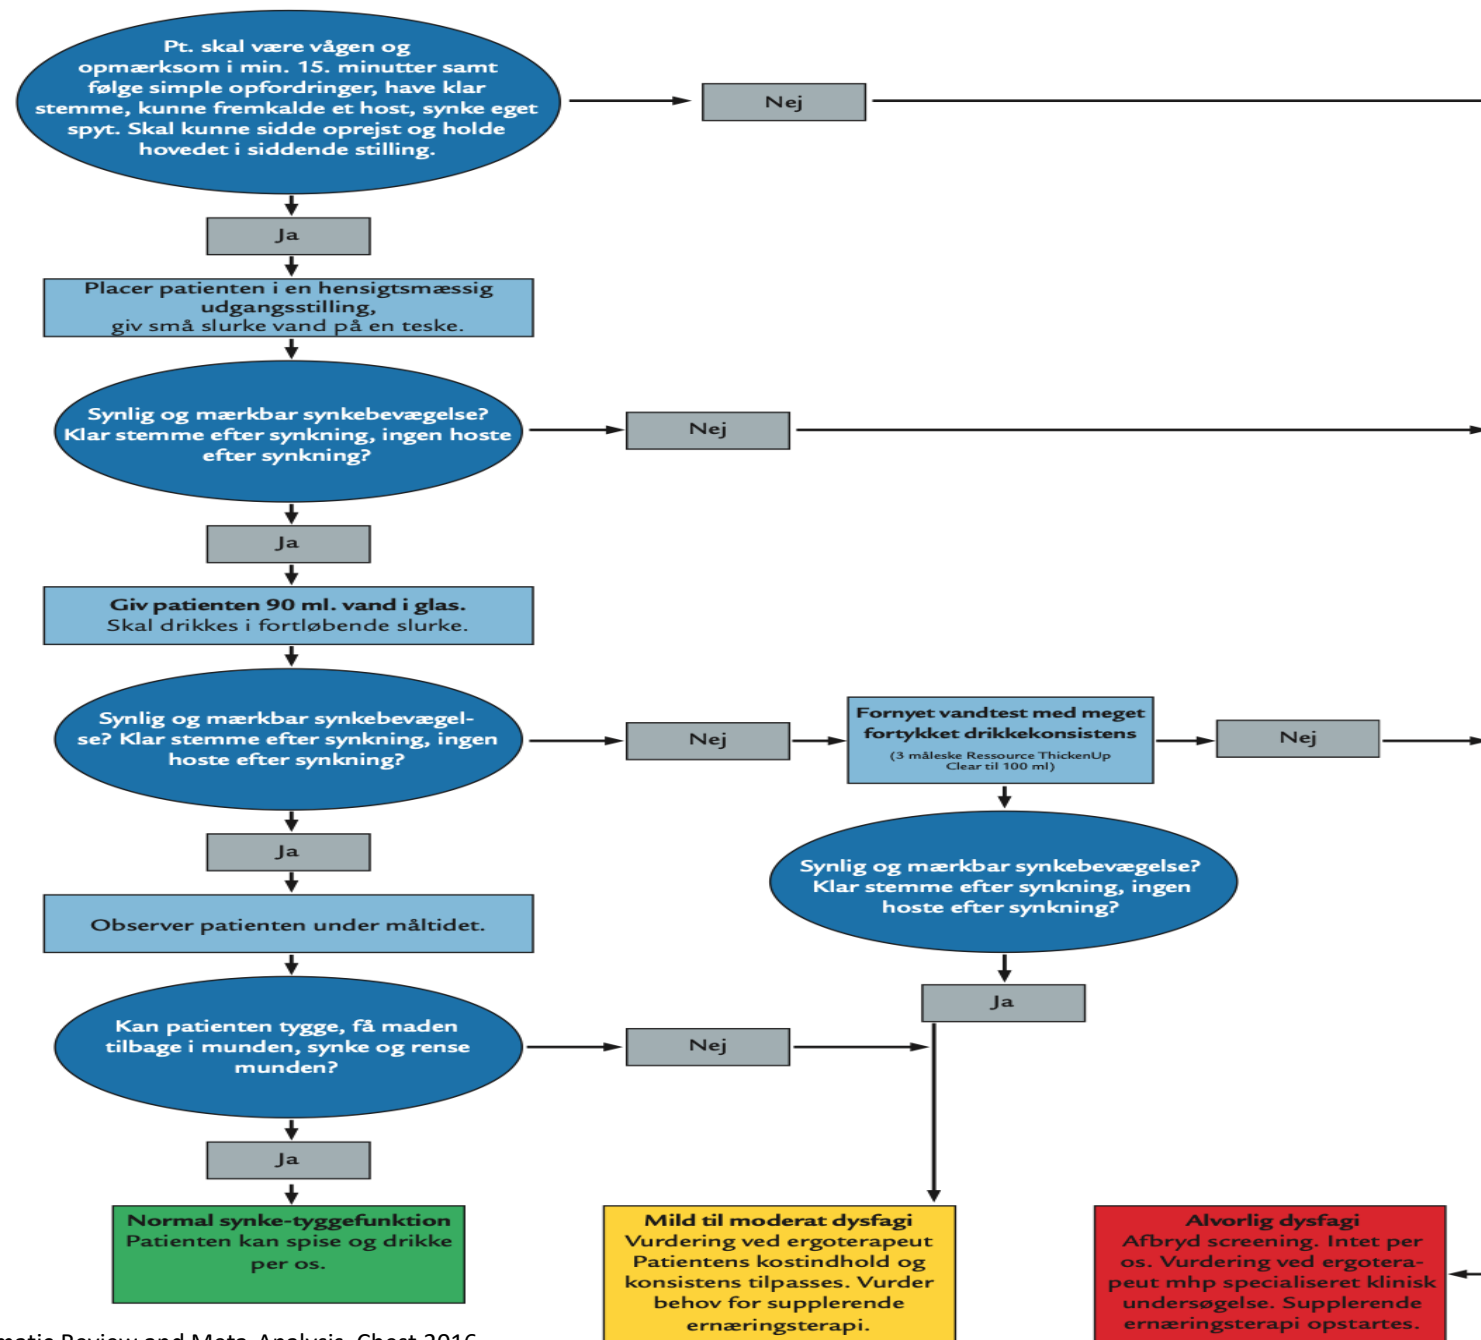 Pt. skal være vågen og
opmærksom i min. 15. minutter samt
følge simple opfordringer, have klar
stemme, kunne fremkalde et host, synke eget
spyt. Skal kunne sidde oprejst og holde
hovedet i siddende stilling.
Nej
Ja
Placer patienten i en hensigtsmæssig
udgangsstilling,
giv små slurke vand på en teske.
Synlig og mærkbar synkebevægelse?
Klar stemme efter synkning, ingen hoste
efter synkning?
Nej
Ja
Giv patienten 90 ml. vand i glas.
Skal drikkes i fortløbende slurke.
Synlig og mærkbar synkebevægel-
se? Klar stemme efter synkning, ingen
hoste efter synkning?
Nej
Fornyet vandtest med meget
fortykket drikkekonsistens
(3 måleske Ressource ThickenUp
Clear til 100 ml)
Nej
Ja
Synlig og mærkbar synkebevægelse?
Klar stemme efter synkning, ingen
hoste efter synkning?
Ja
Observer patienten under måltidet.
Kan patienten tygge, få maden
tilbage i munden, synke og rense
munden?
Nej
Ja
Normal synke-tyggefunktion
Patienten kan spise og drikke
per os.
Mild til moderat dysfagi
Vurdering ved ergoterapeut
Patientens kostindhold og
konsistens tilpasses. Vurder
behov for supplerende
ernæringsterapi.
Alvorlig dysfagi
Afbryd screening. Intet per
os. Vurdering ved ergotera-
peut mhp specialiseret klinisk
undersøgelse. Supplerende
ernæringsterapi opstartes.